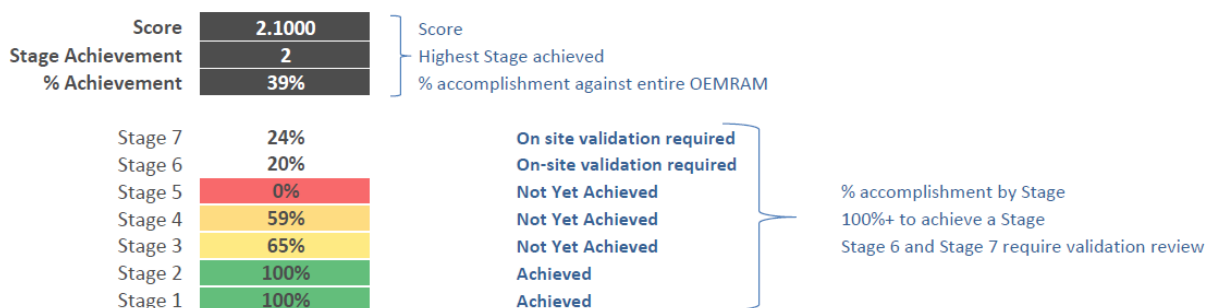 Score 2.1000 Score
Stage Achievement 2 Highest Stage achieved
% Achievement 39% % accomplishment against entire OEMRAM
Stage 7 24% On site validation required
Stage 6 20% On-site validation required
Stage 5 0% Not Yet Achieved % accomplishment by Stage
Stage 4 59% Not Yet Achieved 100%+ to achieve a Stage
Stage 3 65% Not Yet Achieved Stage 6 and Stage 7 require validation review
Stage 2 100% Achieved
Stage 1 100% Achieved